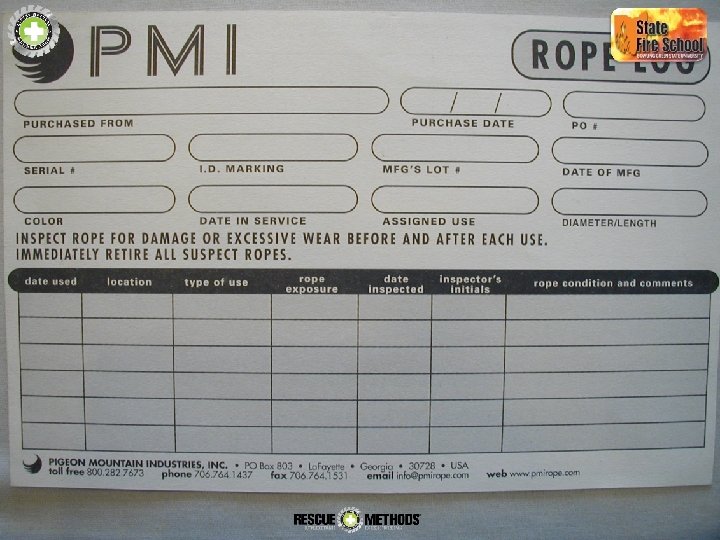 PMI
ROPE LOG
State
Fire School
BOWLING GREEN STATE UNIVERSITY
PURCHASED FROM
PURCHASE DATE
PO #
SERIAL #
I.D. MARKING
MFG'S LOT #
DATE OF MFG
COLOR
DATE IN SERVICE
ASSIGNED USE
DIAMETER/LENGTH
INSPECT ROPE FOR DAMAGE OR EXCESSIVE WEAR BEFORE AND AFTER EACH USE.
IMMEDIATELY RETIRE ALL SUSPECT ROPES.
date used
location
type of use
rope
exposure
date
inspected
inspector's
initials
rope condition and comments
PIGEON MOUNTAIN INDUSTRIES, INC. • PO Box 803 • LaFayette • Georgia • 30728 • USA
toll free 800.282.7673 phone 706.764.1437 fax 706.764.1531 email info@pmirope.com web www.pmirope.com
RESCUE METHODS